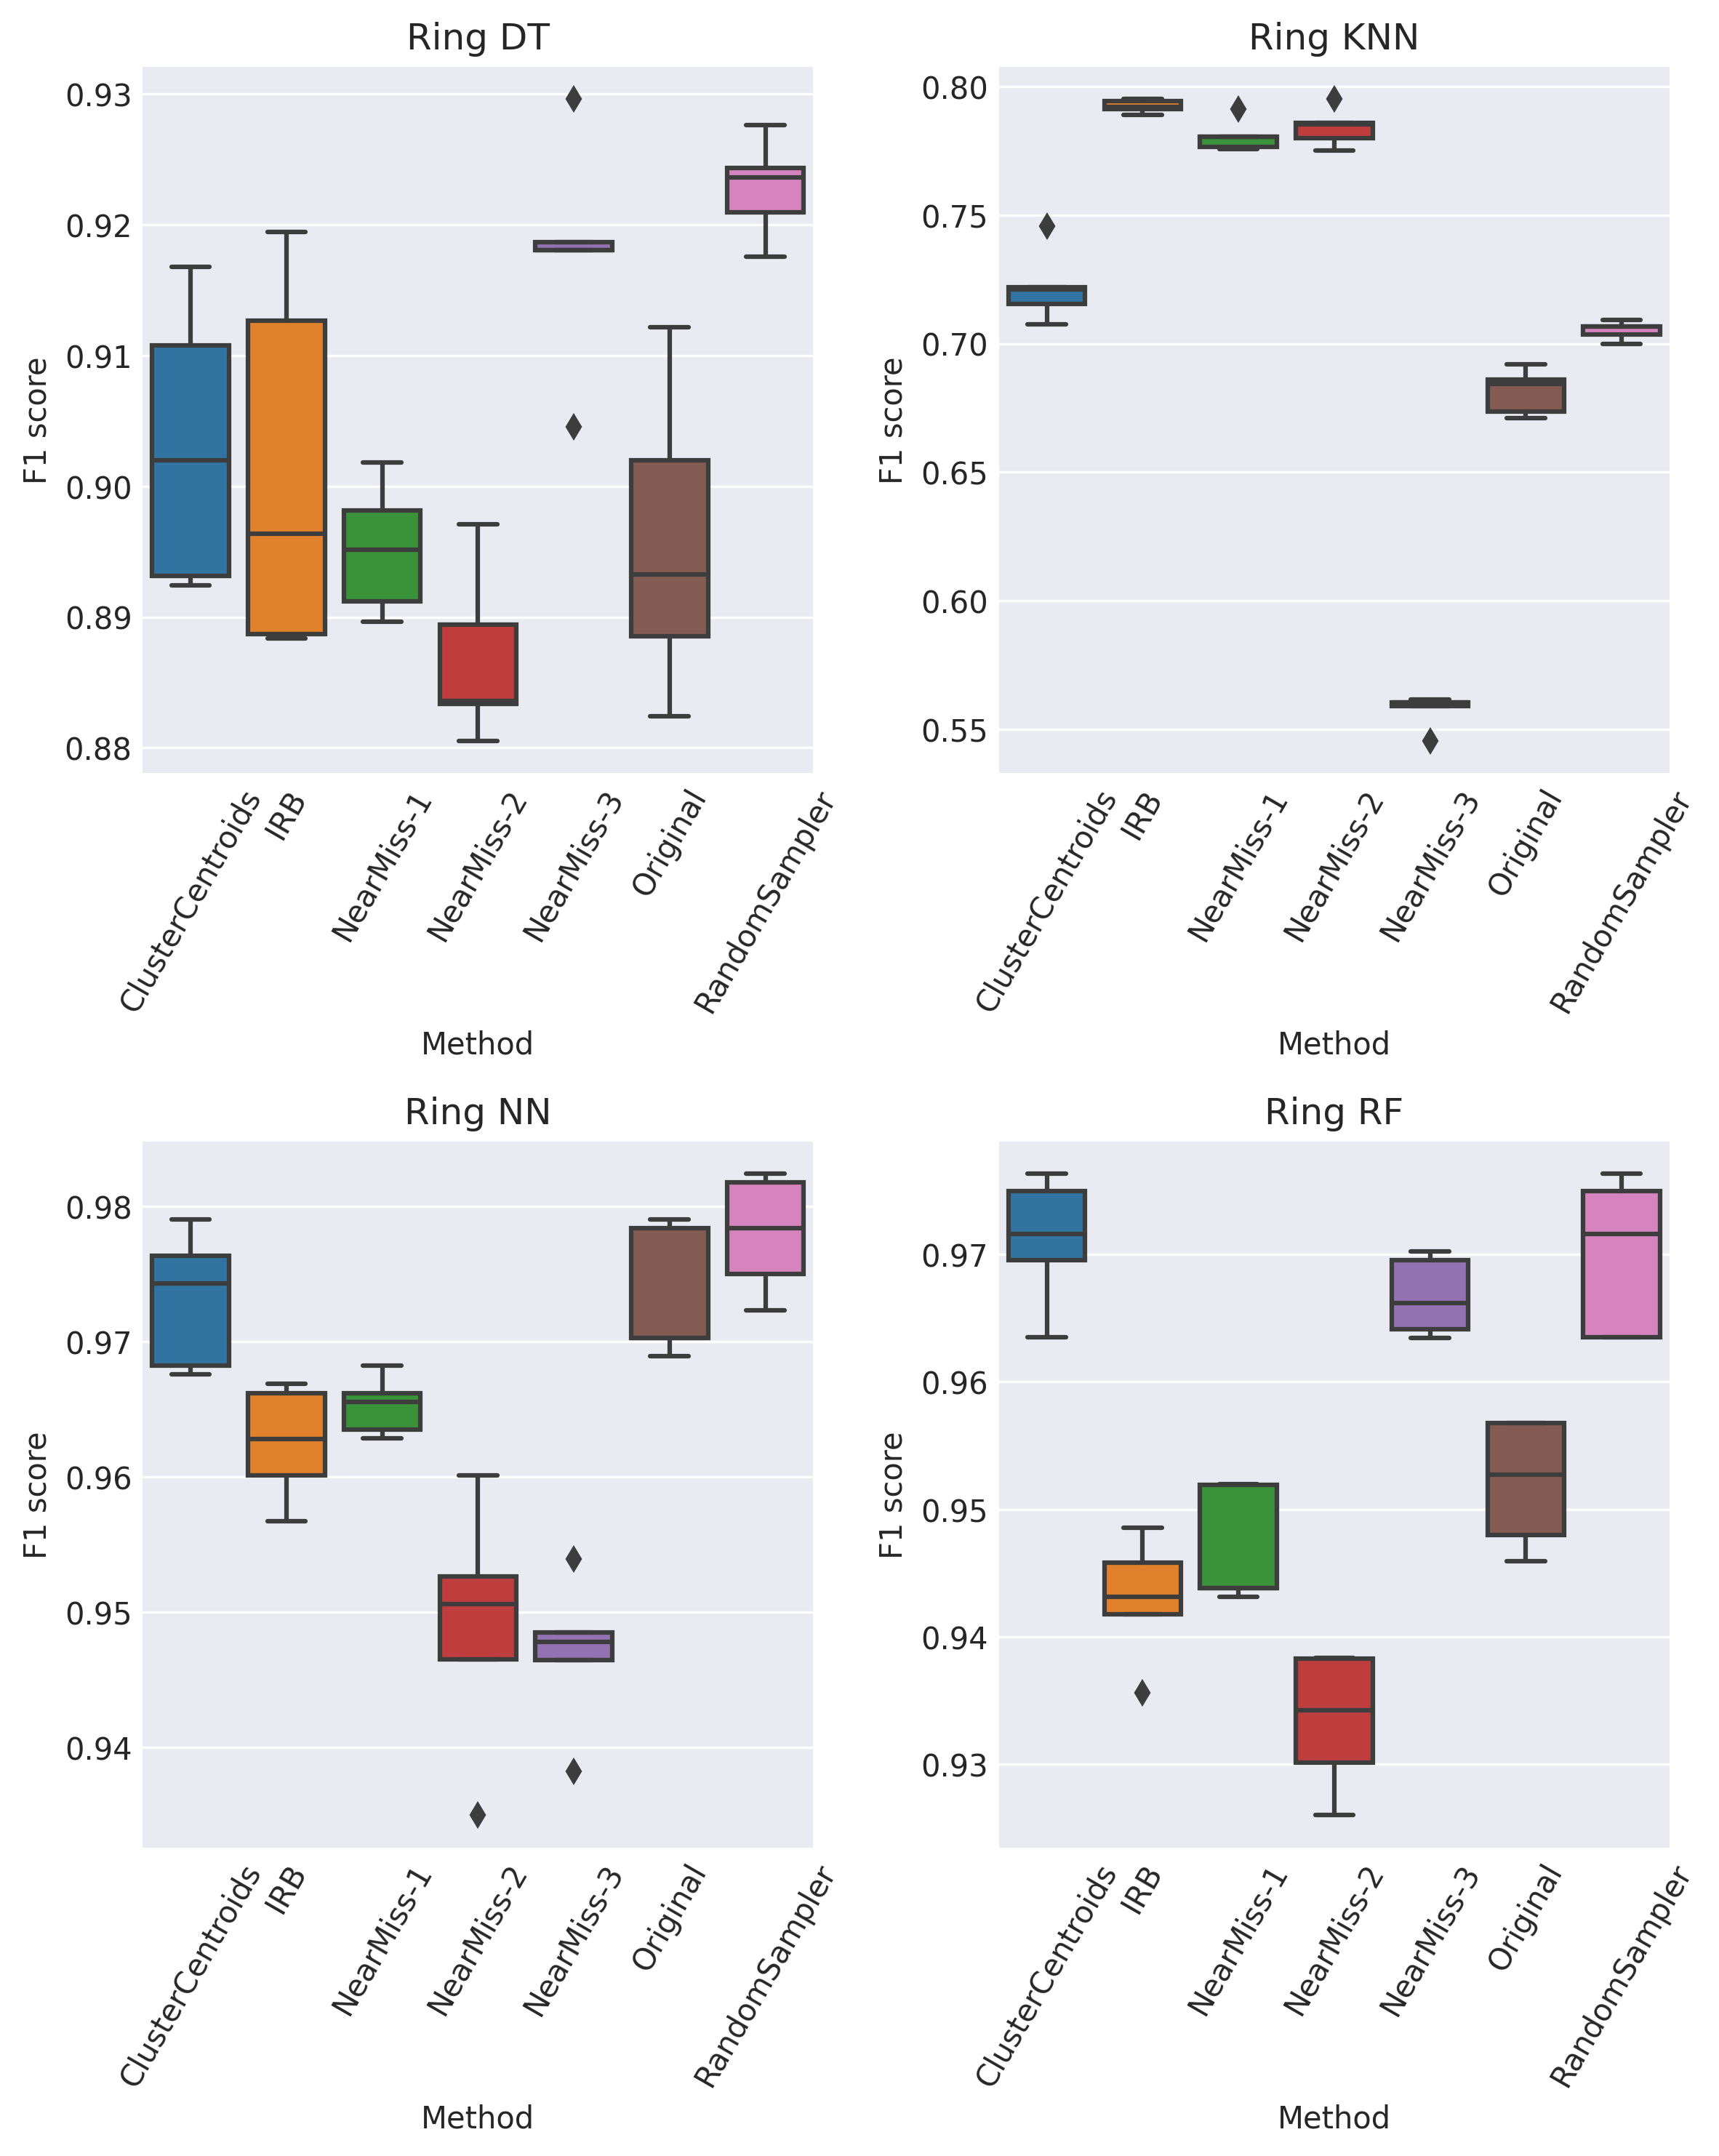 Ring DT
0.93
0.92
0.91
0.90
0.89
0.88
F1 score
ClusterCentroids
IRB
NearMiss-1
NearMiss-2
NearMiss-3
Original
RandomSampler
Method
Ring KNN
0.80
0.75
0.70
0.65
0.60
0.55
F1 score
ClusterCentroids
IRB
NearMiss-1
NearMiss-2
NearMiss-3
Original
RandomSampler
Method
Ring NN
0.98
0.97
0.96
0.95
0.94
F1 score
ClusterCentroids
IRB
NearMiss-1
NearMiss-2
NearMiss-3
Original
RandomSampler
Method
Ring RF
0.97
0.96
0.95
0.94
0.93
F1 score
ClusterCentroids
IRB
NearMiss-1
NearMiss-2
NearMiss-3
Original
RandomSampler
Method